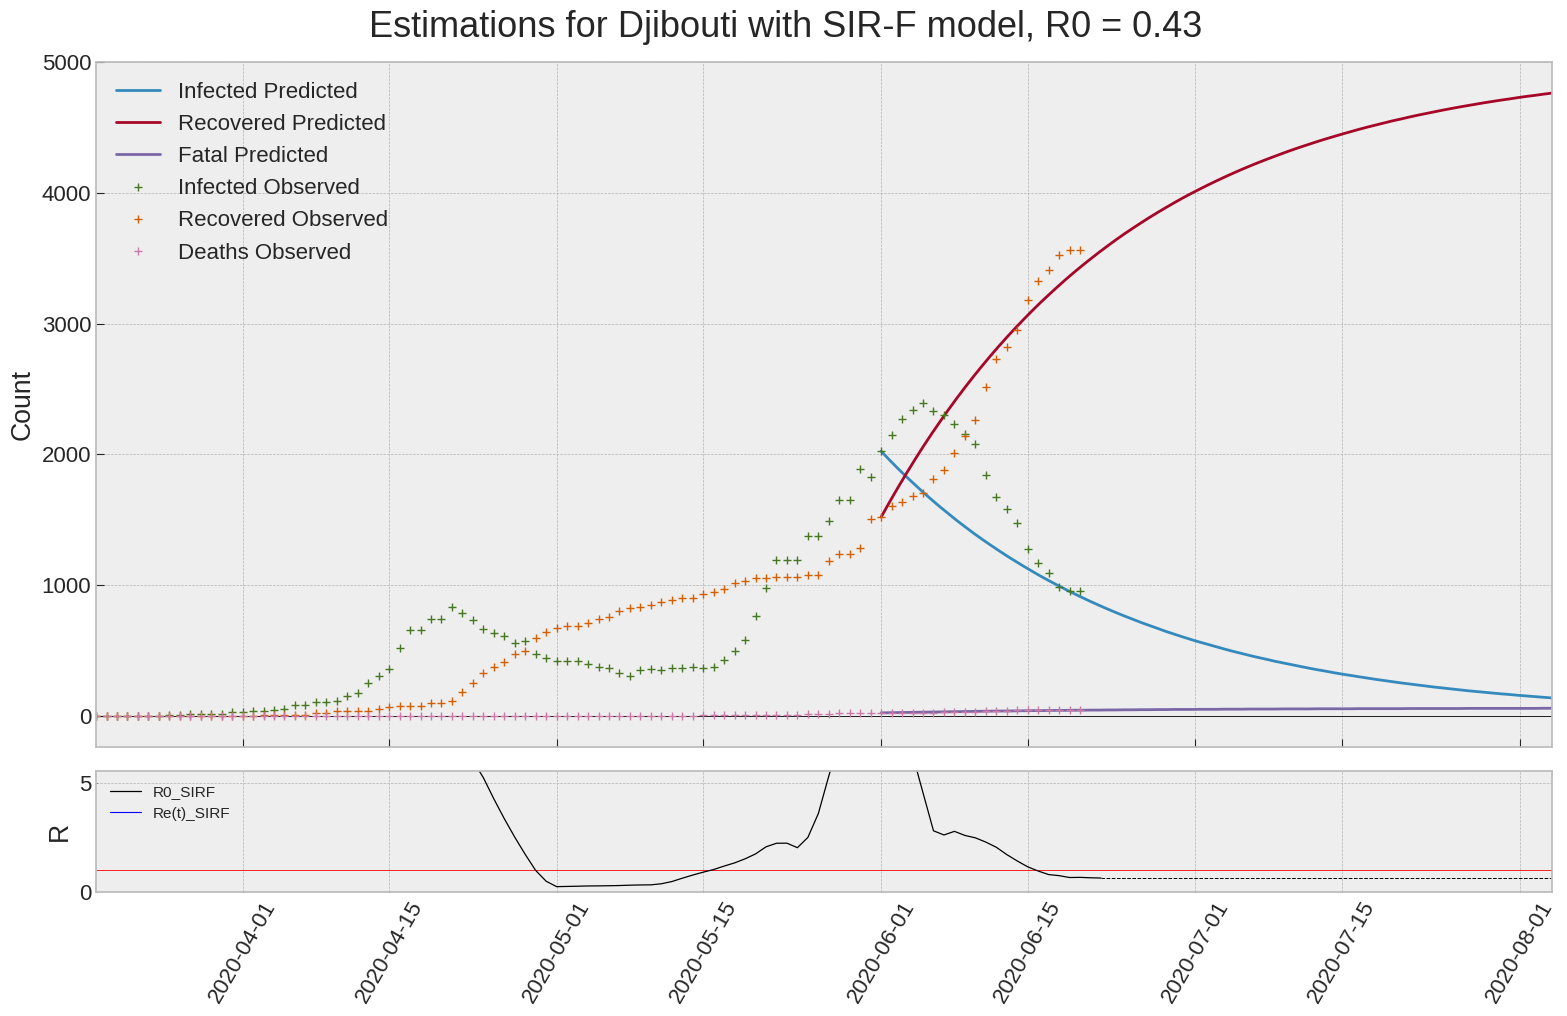 Estimations for Djibouti with SIR-F model, R0 = 0.43
5000
4000
3000
2000
1000
0
Count
Infected Predicted
Recovered Predicted
Fatal Predicted
Infected Observed
Recovered Observed
Deaths Observed
5
0
R
R0_SIRF
Re(t)_SIRF
2020-04-01
2020-04-15
2020-05-01
2020-05-15
2020-06-01
2020-06-15
2020-07-01
2020-07-15
2020-08-01